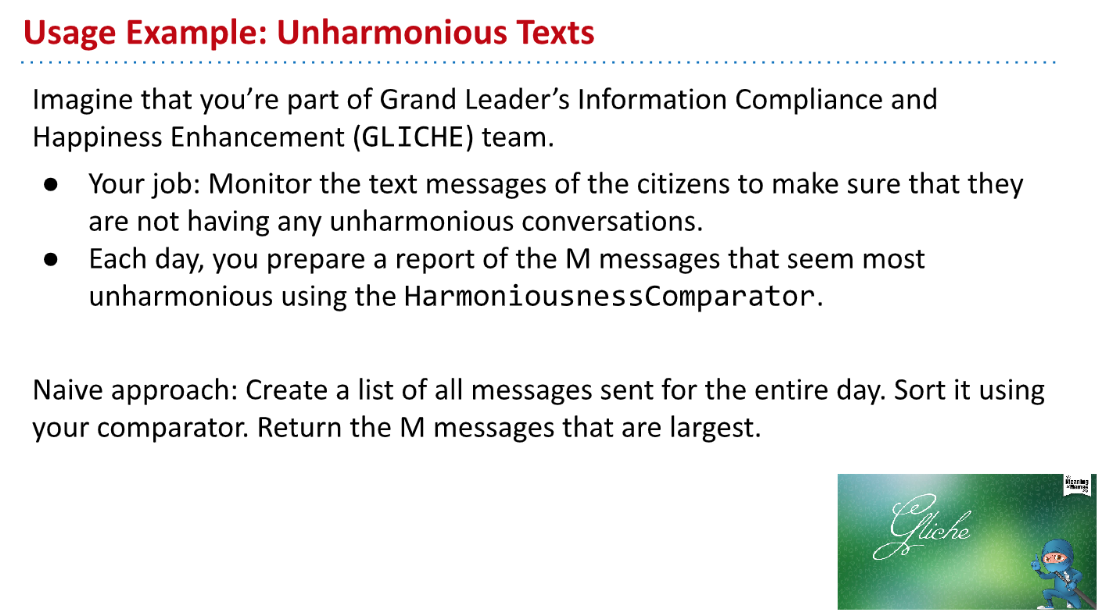 Usage Example: Unharmonious Texts
Imagine that you’re part of Grand Leader’s Information Compliance and
Happiness Enhancement (GLICHE) team.
● Your job: Monitor the text messages of the citizens to make sure that they
are not having any unharmonious conversations.
● Each day, you prepare a report of the M messages that seem most
unharmonious using the HarmoniousnessComparator.
Naive approach: Create a list of all messages sent for the entire day. Sort it using
your comparator. Return the M messages that are largest.
Meaning
Gliche